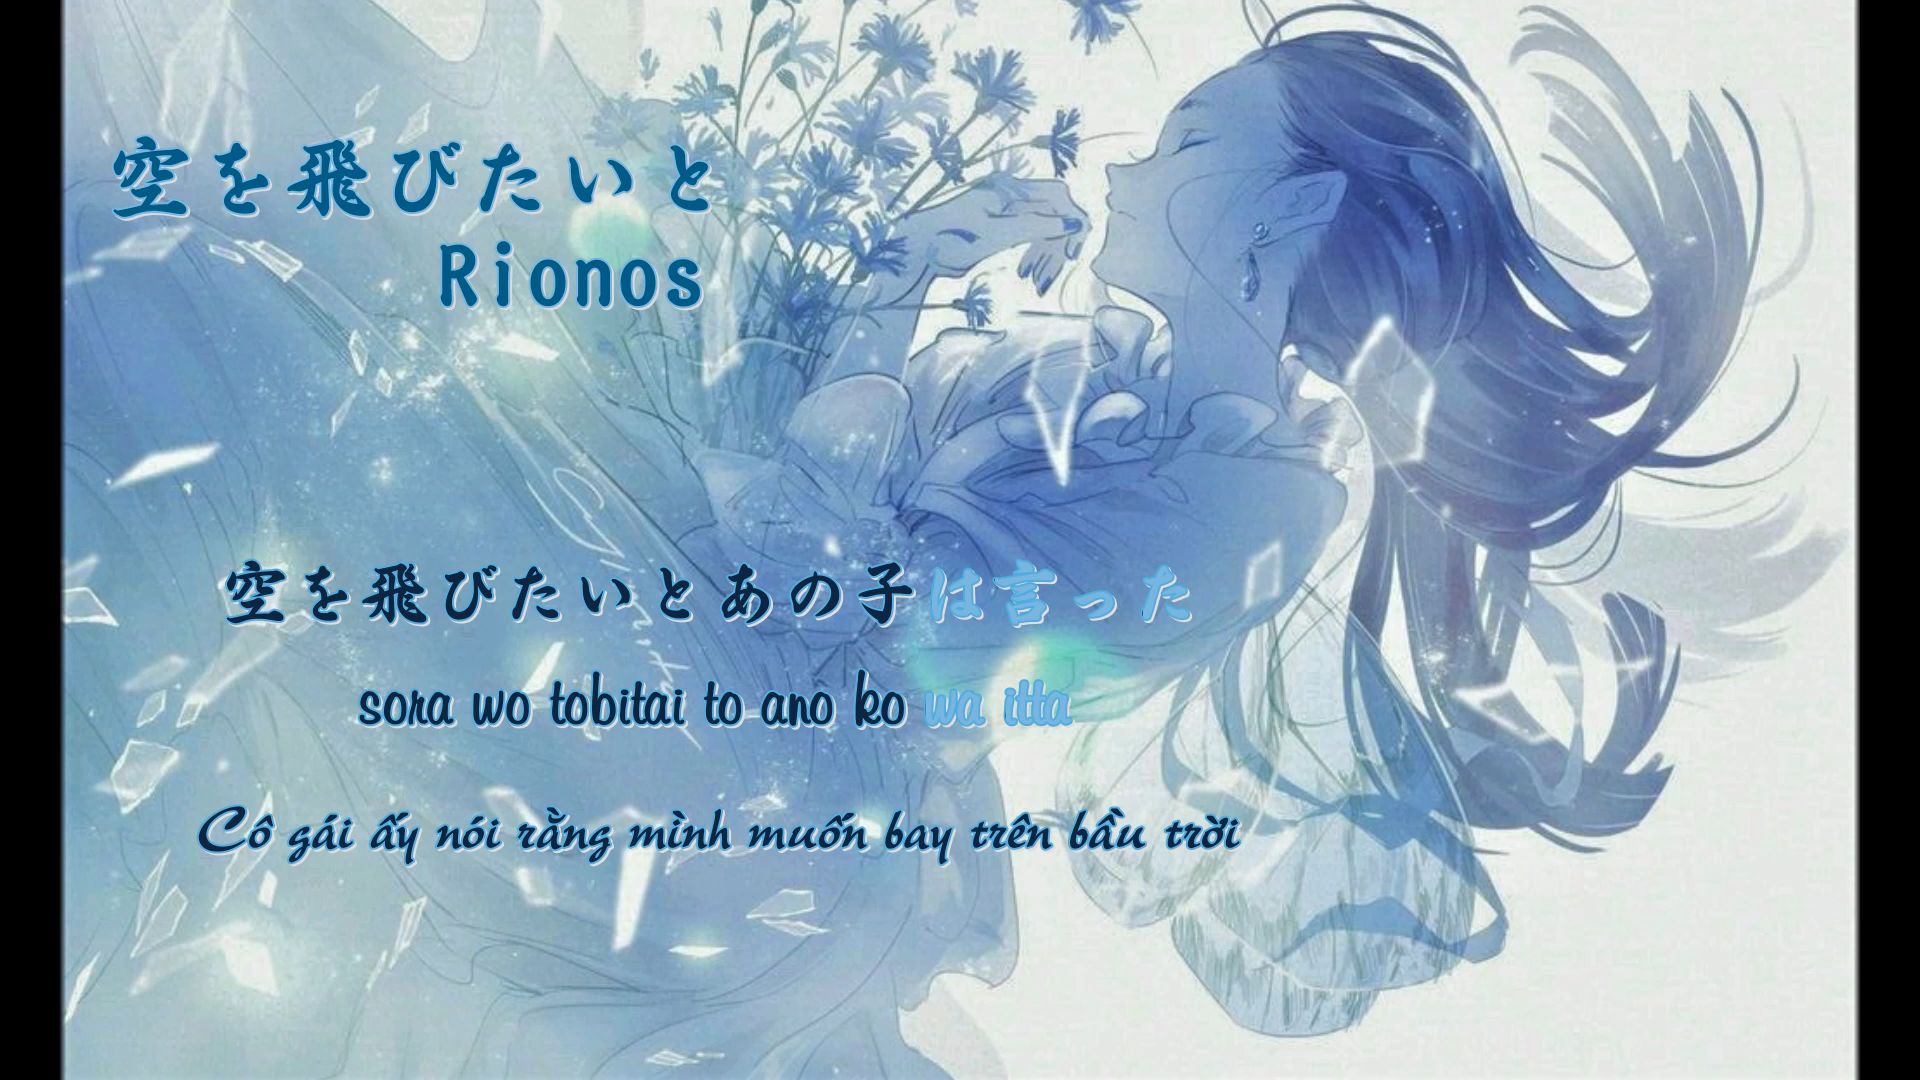 空を飛びたいと
Rionos
空を飛びたいとあの子は言った
sora wo tobitai to ano ko wa itta
Cô gái ấy nói rằng mình muốn bay trên bầu trời